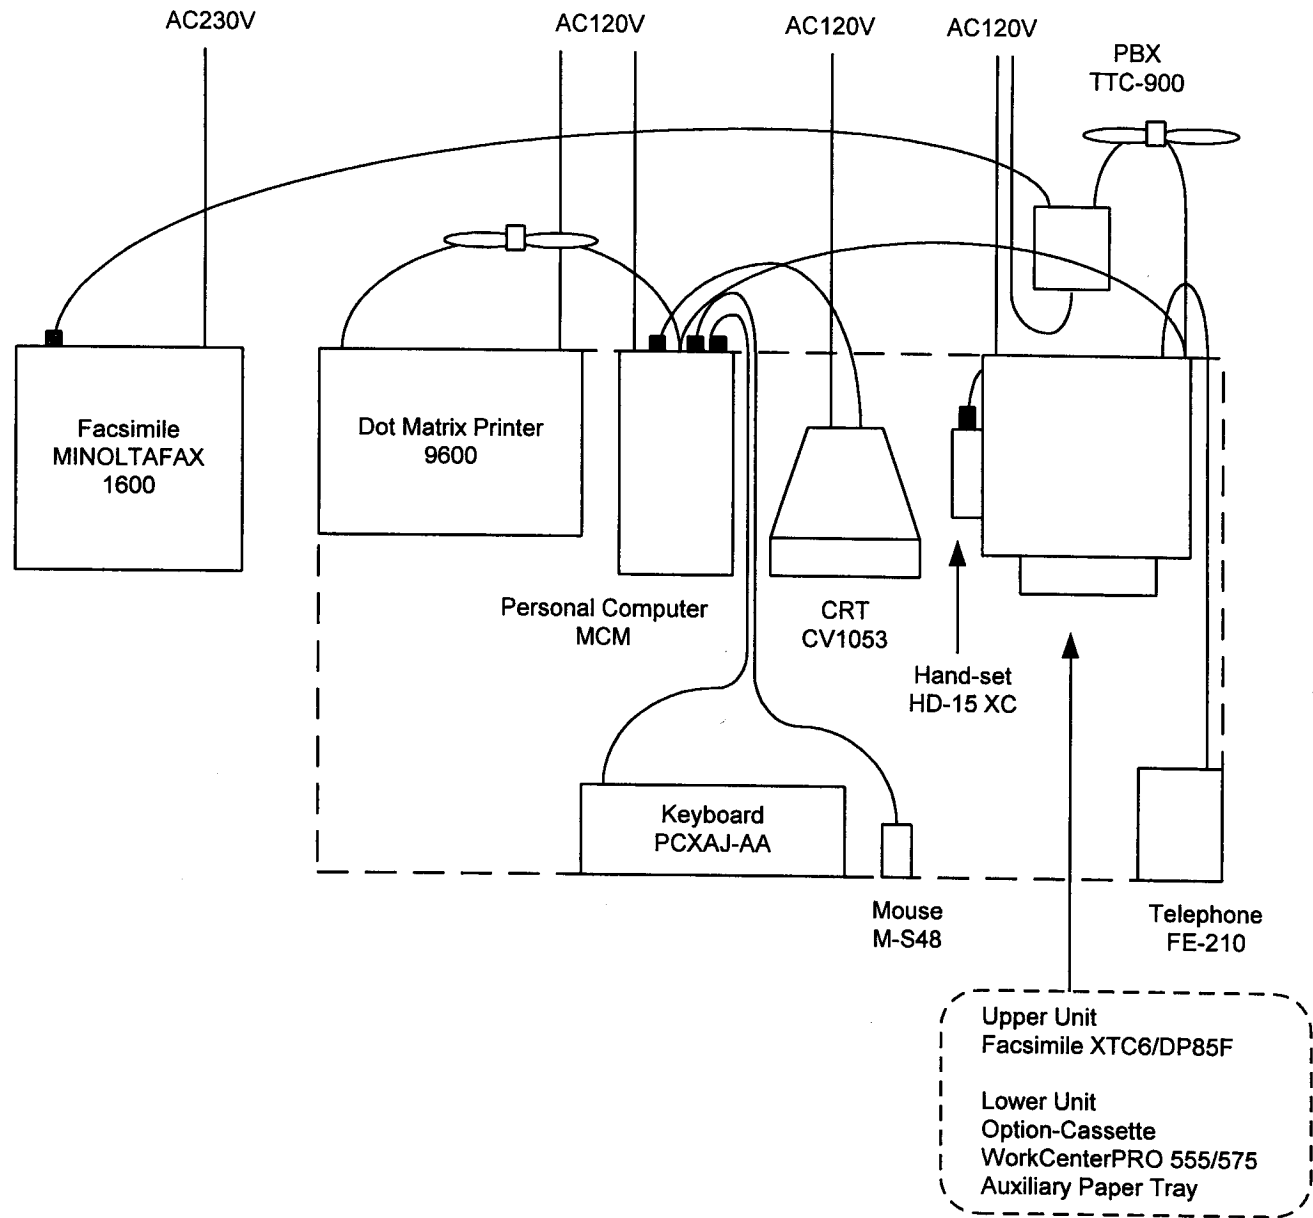 AC230V
AC120V
AC120V
AC120V
PBX
TTC-900
Facsimile
MINOLTAFAX
1600
Dot Matrix Printer
9600
Personal Computer
MCM
CRT
CV1053
Hand-set
HD-15 XC
Keyboard
PCXAJ-AA
Mouse
M-S48
Telephone
FE-210
Upper Unit
Facsimile XTC6/DP85F
Lower Unit
Option-Cassette
WorkCenterPRO 555/575
Auxiliary Paper Tray